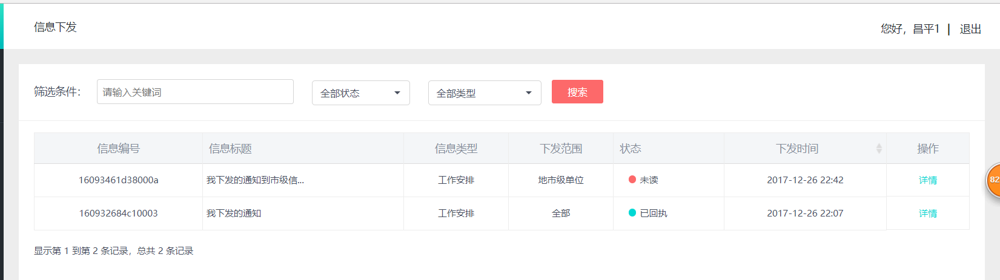 信息下发
您好，昌平1 | 退出
筛选条件： 请输入关键词 全部状态 全部类型 搜索
信息编号 信息标题 信息类型 下发范围 状态 下发时间 操作
16093461d38000a 我下发的通知到市级信... 工作安排 地市级单位 未读 2017-12-26 22:42 详情
160932684c10003 我下发的通知 工作安排 全部 已回执 2017-12-26 22:07 详情
显示第 1 到第 2 条记录，总共 2 条记录
82